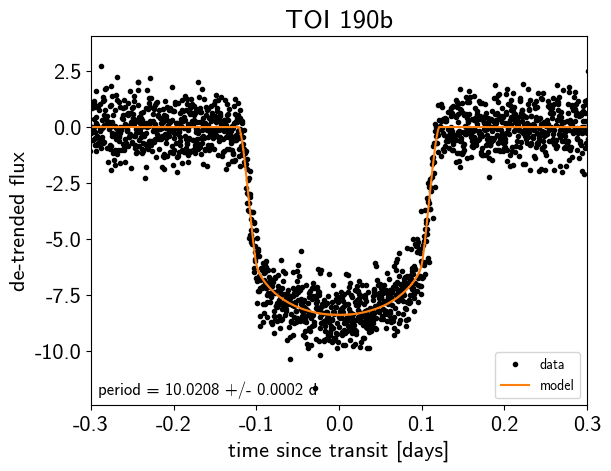 TOI 190b
de-trended flux
2.5
0.0
-2.5
-5.0
-7.5
-10.0
period = 10.0208 +/- 0.0002 d
data
model
-0.3 -0.2 -0.1 0.0 0.1 0.2 0.3
time since transit [days]